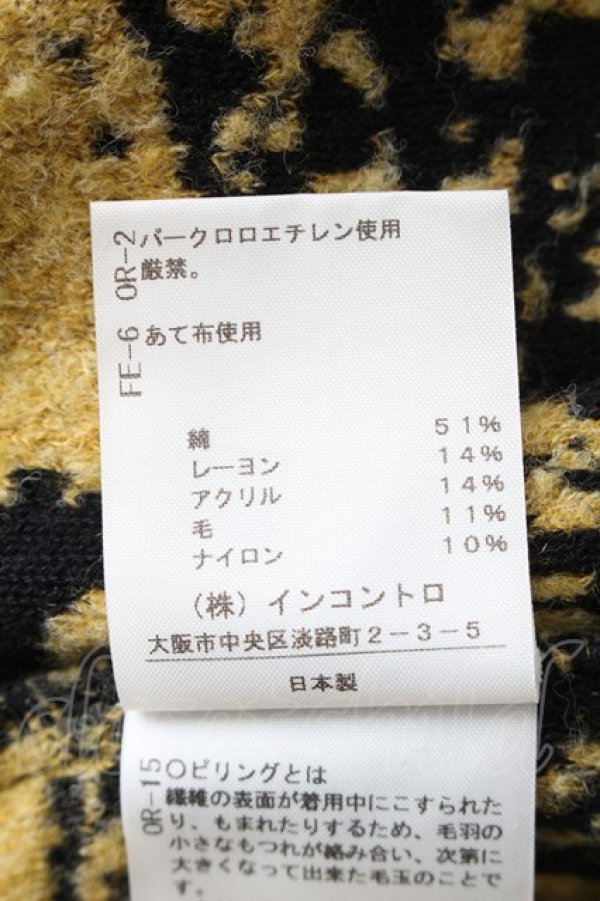 OR-2 パークロロエチレン使用
厳禁。
FE-6 あて布使用
綿 51%
レーヨン 14%
アクリル 14%
毛 11%
ナイロン 10%
(株)インコントロ
大阪市中央区淡路町2-3-5
日本製
OR-15 〇ピリングとは
繊維の表面が着用中にこすられた
り、もまれたりするため、毛羽の
小さなもつれが絡み合い、次第に
大きくなって出来た毛玉のことで
す。